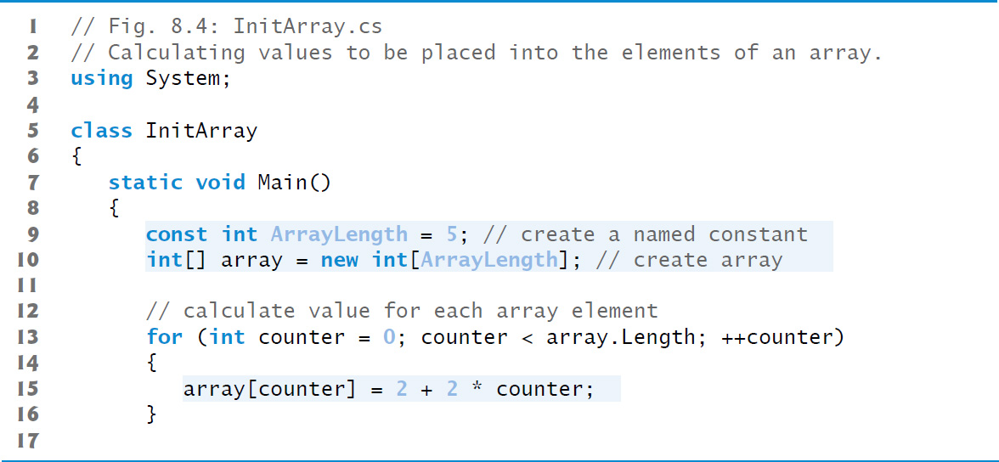 1 // Fig. 8.4: InitArray.cs
2 // Calculating values to be placed into the elements of an array.
3 using System;
4
5 class InitArray
6 {
7 static void Main()
8 {
9 const int ArrayLength = 5; // create a named constant
10 int[] array = new int[ArrayLength]; // create array
11
12 // calculate value for each array element
13 for (int counter = 0; counter < array.Length; ++counter)
14 {
15 array[counter] = 2 + 2 * counter;
16 }
17